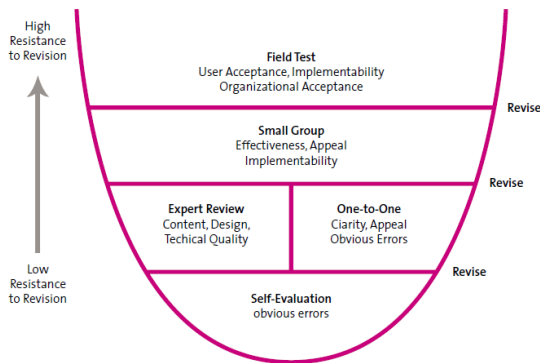 High
Resistance
to Revision
Field Test
User Acceptance, Implementability
Organizational Acceptance
Revise
Small Group
Effectiveness, Appeal
Implementability
Revise
Expert Review
Content, Design,
Techical Quality
One-to-One
Ciarity, Appeal
Obvious Errors
Low
Resistance
to Revision
Revise
Self-Evaluation
obvious errors